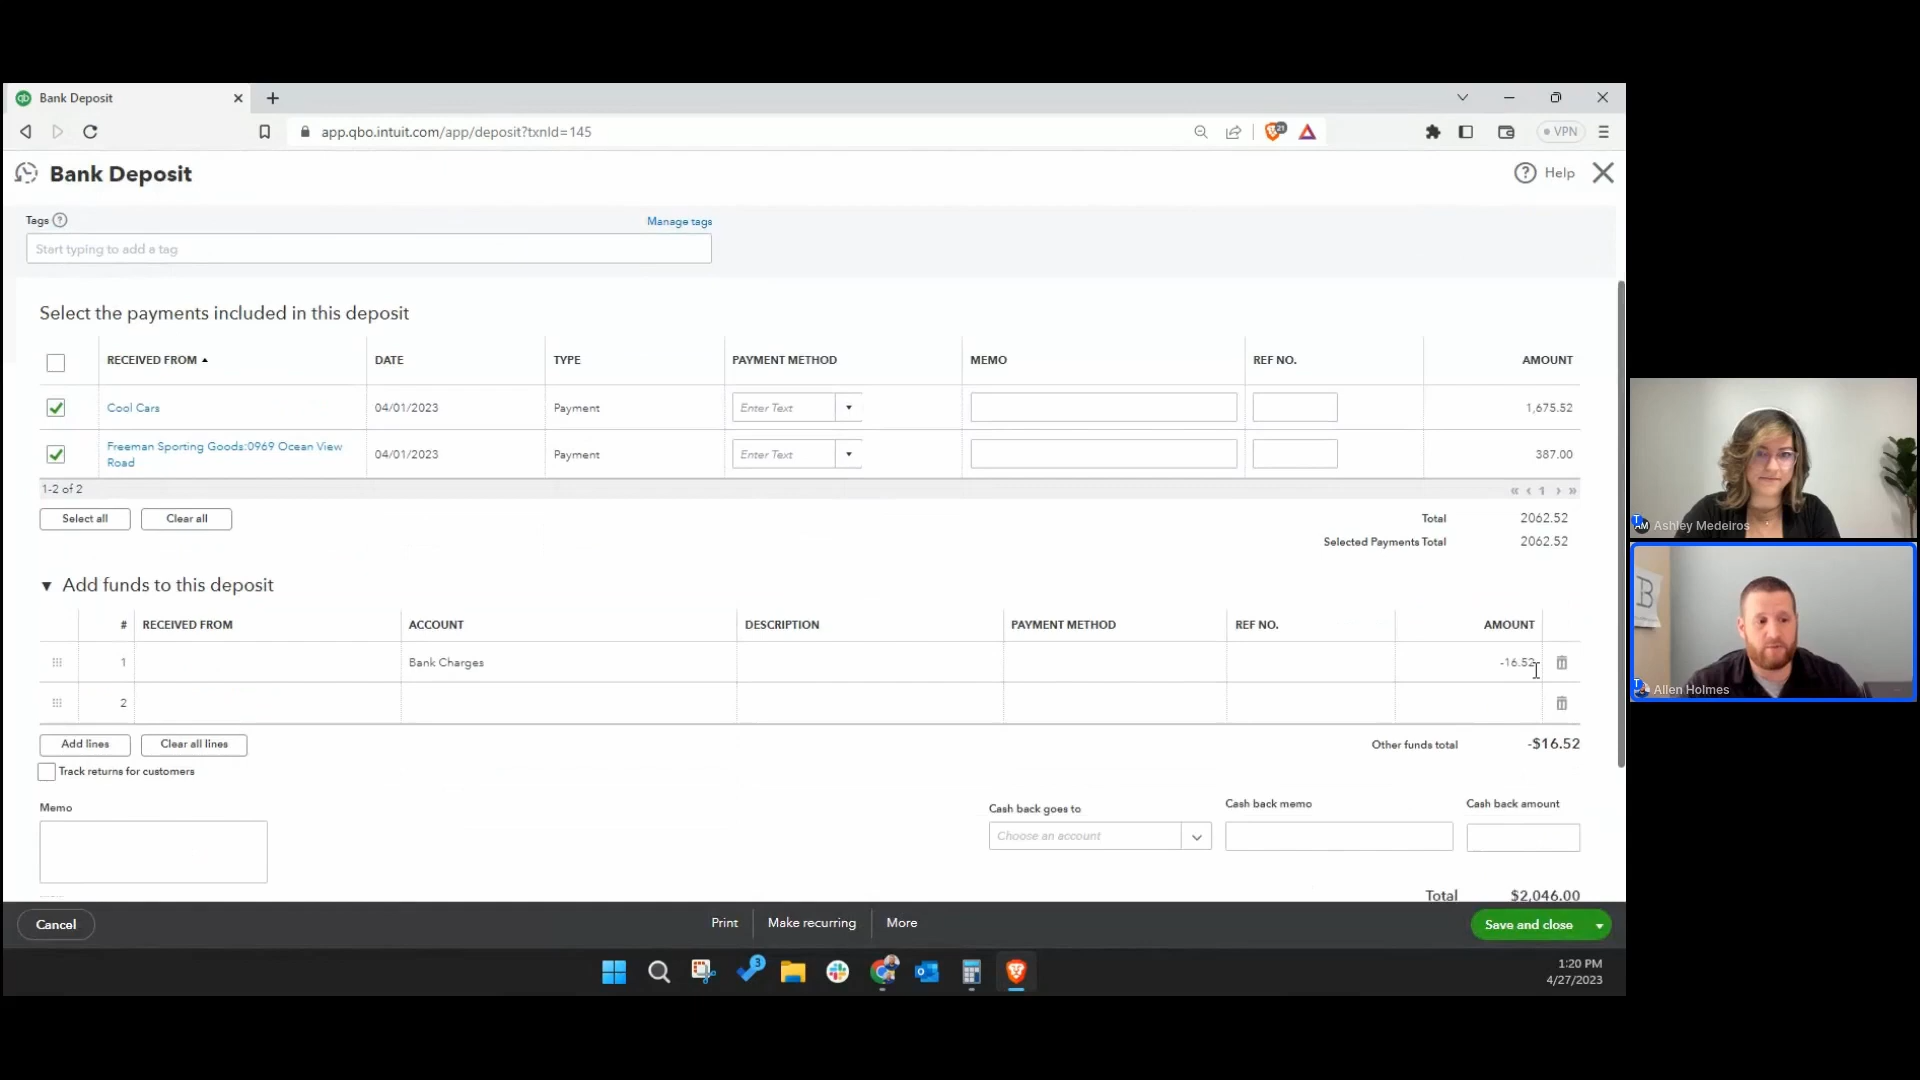 Bank Deposit
app.qbo.intuit.com/app/deposit?txnId=145
21
VPN
Bank Deposit
Help
Tags
Manage tags
Start typing to add a tag
Select the payments included in this deposit
RECEIVED FROM DATE TYPE PAYMENT METHOD MEMO REF NO. AMOUNT
Cool Cars 04/01/2023 Payment Enter Text 1,675.52
Freeman Sporting Goods:0969 Ocean View
Road
04/01/2023 Payment Enter Text 387.00
1-2 of 2
« ‹ 1 › »
Select all Clear all
Total 2062.52
Selected Payments Total 2062.52
Add funds to this deposit
# RECEIVED FROM ACCOUNT DESCRIPTION PAYMENT METHOD REF NO. AMOUNT
1 Bank Charges -16.52
2
Add lines Clear all lines
Other funds total -$16.52
Track returns for customers
Memo
Cash back goes to Cash back memo Cash back amount
Choose an account
Total $2,046.00
Cancel Print Make recurring More Save and close
3
1:20 PM
4/27/2023
AM
Ashley Medeiros
B
Allen Holmes